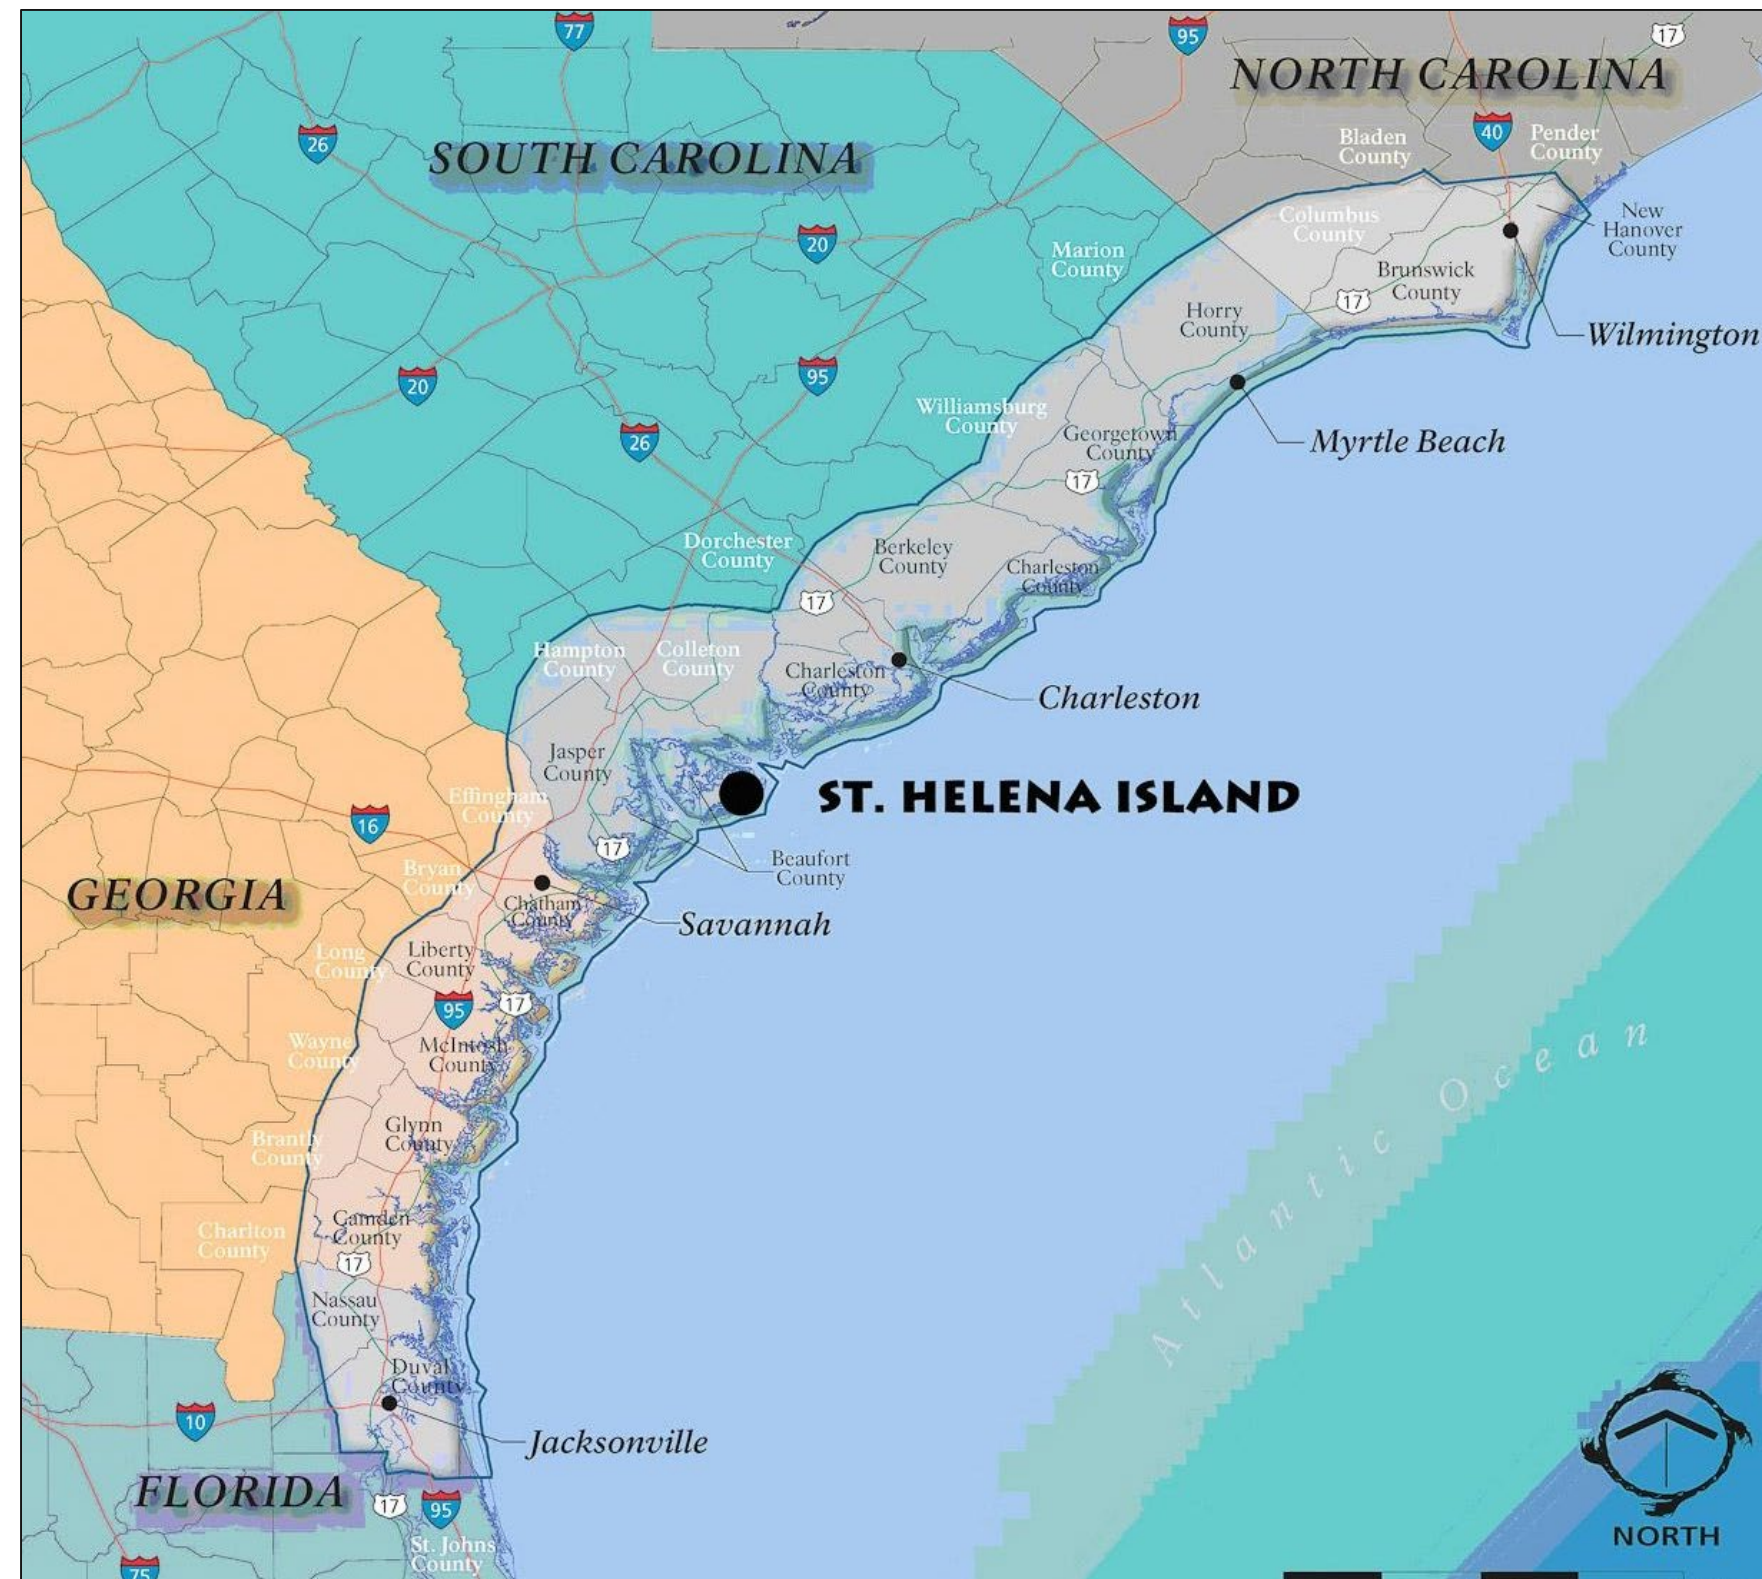 77
95
17
NORTH CAROLINA
26
SOUTH CAROLINA
40
Bladen
County
Pender
County
20
Columbus
County
New
Hanover
County
Marion
County
Brunswick
County
17
Horry
County
Wilmington
20
95
26
Williamsburg
County
Georgetown
County
Myrtle Beach
17
Dorchester
County
Berkeley
County
Charleston
County
17
Hampton
County
Colleton
County
Charleston
County
Charleston
Jasper
County
ST. HELENA ISLAND
Effingham
County
16
17
Beaufort
County
Bryan
County
GEORGIA
Chatham
County
Savannah
Long
County
Liberty
County
95
17
Wayne
County
McIntosh
County
Atlantic Ocean
Glynn
County
Brantly
County
Camden
County
Charlton
County
17
Nassau
County
Duval
County
10
Jacksonville
FLORIDA
17
95
NORTH
St. Johns
County
75